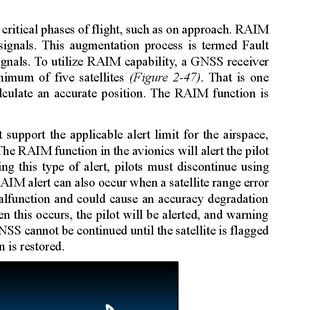 critical phases of flight, such as on approach. RAIM
signals. This augmentation process is termed Fault
gnals. To utilize RAIM capability, a GNSS receiver
nimum of five satellites (Figure 2-47). That is one
lculate an accurate position. The RAIM function is
t support the applicable alert limit for the airspace,
The RAIM function in the avionics will alert the pilot
ing this type of alert, pilots must discontinue using
AIM alert can also occur when a satellite range error
alfunction and could cause an accuracy degradation
en this occurs, the pilot will be alerted, and warning
NSS cannot be continued until the satellite is flagged
n is restored.